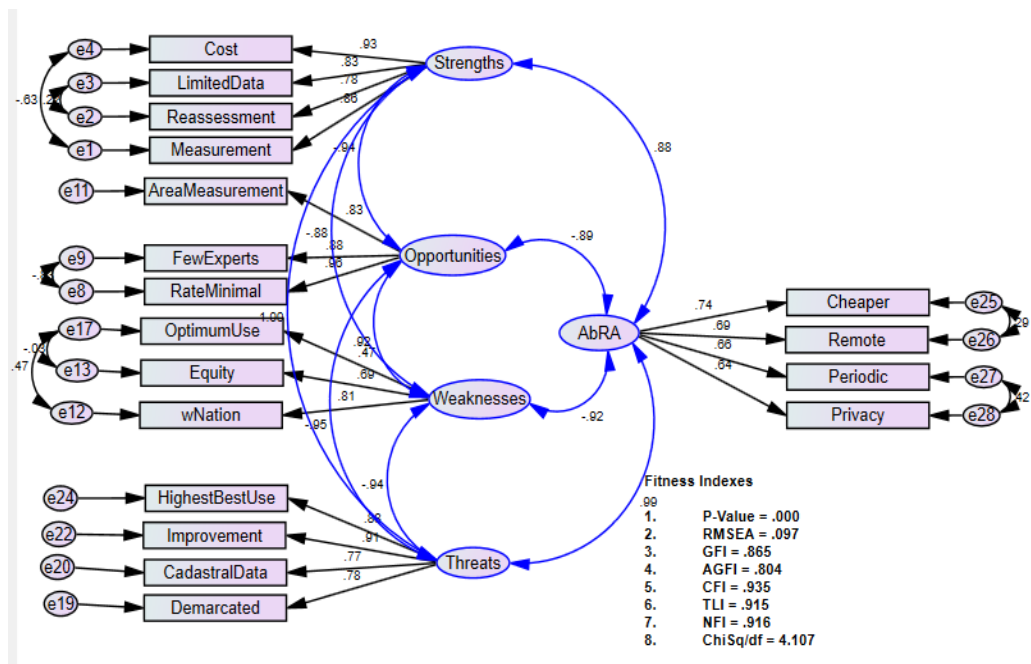 e4 Cost .93 Strengths
e3 LimitedData .83
-.63
e2 Reassessment .78
e1 Measurement .86
-.94 .88
e11 AreaMeasurement
.83
-.88 -.89
e9 FewExperts .88 Opportunities
e8 RateMinimal .96
1.00
e17 OptimumUse AbRA
-.03 .92
.47 .47
e13 Equity .69
e12 wNation .81 Weaknesses
-.95 -.92
.74 Cheaper e25
.69 Remote e26
.29
.66 Periodic e27
.64 Privacy e28
.42
-.94
e24 HighestBestUse
e22 Improvement .91
e20 CadastralData .77 Threats
e19 Demarcated .78
.99
Fitness Indexes
1. P-Value = .000
2. RMSEA = .097
3. GFI = .865
4. AGFI = .804
5. CFI = .935
6. TLI = .915
7. NFI = .916
8. ChiSq/df = 4.107